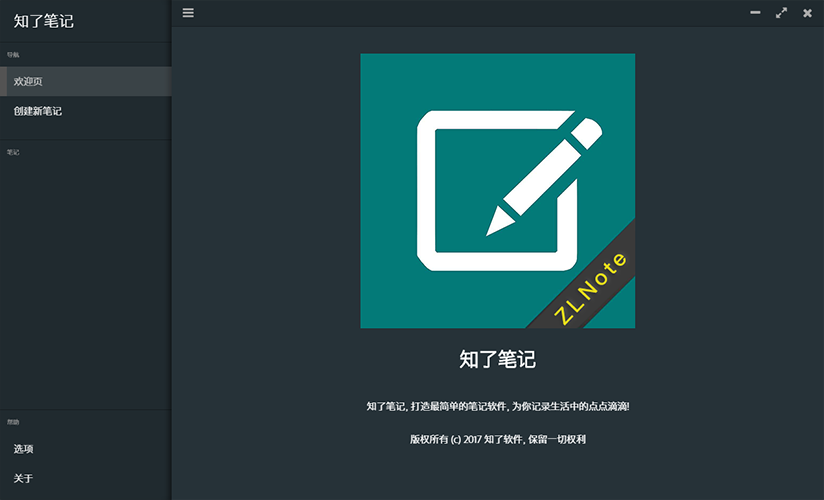 知了笔记
导航
欢迎页
创建新笔记
笔记
帮助
选项
关于
ZLNote
知了笔记
知了笔记, 打造最简单的笔记软件, 为你记录生活中的点点滴滴!
版权所有 (c) 2017 知了软件, 保留一切权利